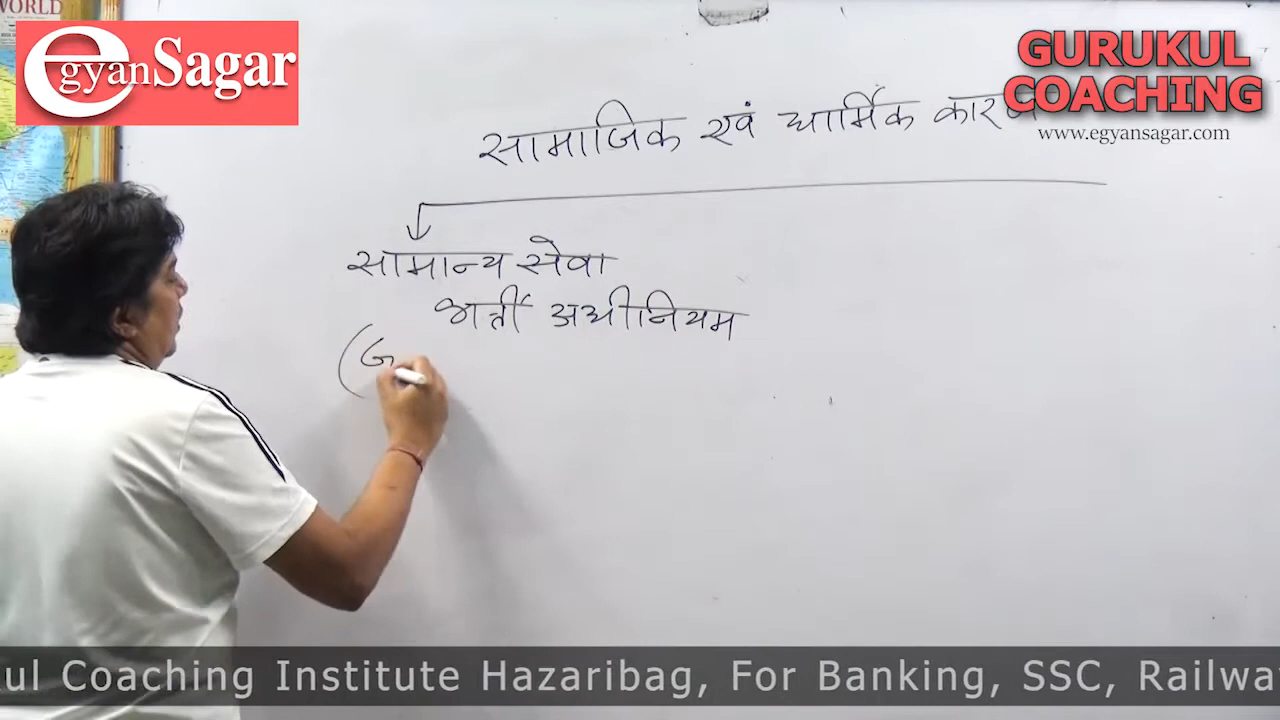 WORLD
egyanSagar
GURUKUL
COACHING
www.egyansagar.com
सामाजिक एवं धार्मिक कारण
सामान्य सेवा
भर्ती अधीनियम
(G
ul Coaching Institute Hazaribag, For Banking, SSC, Railwa